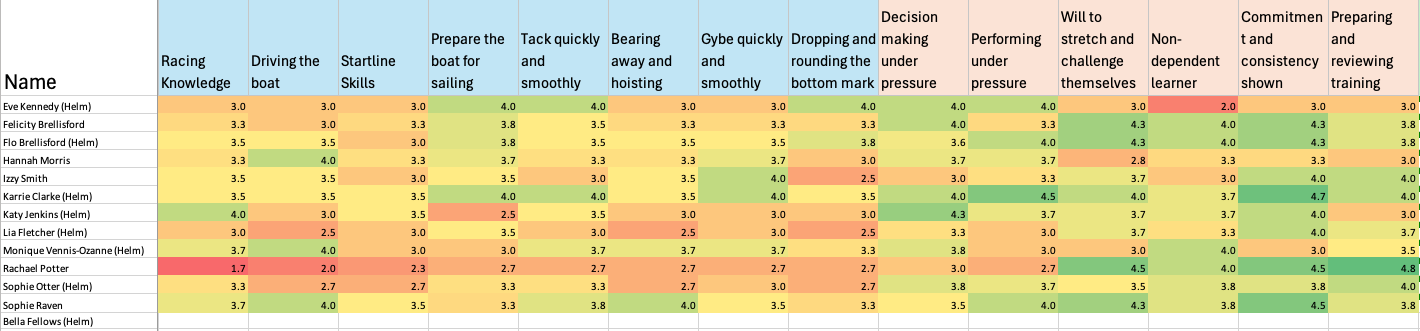 Name Racing Knowledge Driving the boat Startline Skills Prepare the boat for sailing Tack quickly and smoothly Bearing away and hoisting Gybe quickly and smoothly Dropping and rounding the bottom mark Decision making under pressure Performing under pressure Will to stretch and challenge themselves Non-dependent learner Commitment and consistency shown Preparing and reviewing training
Eve Kennedy (Helm) 3.0 3.0 3.0 4.0 4.0 3.0 3.0 4.0 4.0 4.0 3.0 2.0 3.0 3.0
Felicity Brellisford 3.3 3.0 3.3 3.8 3.5 3.3 3.3 3.3 4.0 3.3 4.3 4.0 4.3 3.8
Flo Brellisford (Helm) 3.5 3.5 3.0 3.8 3.5 3.5 3.5 3.8 3.6 4.0 4.3 4.0 4.3 3.8
Hannah Morris 3.3 4.0 3.3 3.7 3.3 3.3 3.7 3.0 3.7 3.7 2.8 3.3 3.3 3.0
Izzy Smith 3.5 3.5 3.0 3.5 3.0 3.5 4.0 2.5 3.0 3.3 3.7 3.0 4.0 4.0
Karrie Clarke (Helm) 3.5 3.5 3.5 4.0 4.0 3.5 4.0 3.5 4.0 4.5 4.0 3.7 4.7 4.0
Katy Jenkins (Helm) 4.0 3.0 3.5 2.5 3.5 3.0 3.0 3.0 4.3 3.7 3.7 3.7 4.0 3.0
Lia Fletcher (Helm) 3.0 2.5 3.0 3.5 3.0 2.5 3.0 2.5 3.3 3.0 3.7 3.3 4.0 3.7
Monique Vennis-Ozanne (Helm) 3.7 4.0 3.0 3.0 3.7 3.7 3.7 3.3 3.8 3.0 3.0 4.0 3.0 3.5
Rachael Potter 1.7 2.0 2.3 2.7 2.7 2.7 2.7 2.7 3.0 2.7 4.5 4.0 4.5 4.8
Sophie Otter (Helm) 3.3 2.7 2.7 3.3 3.3 2.7 3.0 2.7 3.8 3.7 3.5 3.8 3.8 4.0
Sophie Raven 3.7 4.0 3.5 3.3 3.8 4.0 3.5 3.3 3.5 4.0 4.3 3.8 4.5 3.8
Bella Fellows (Helm)